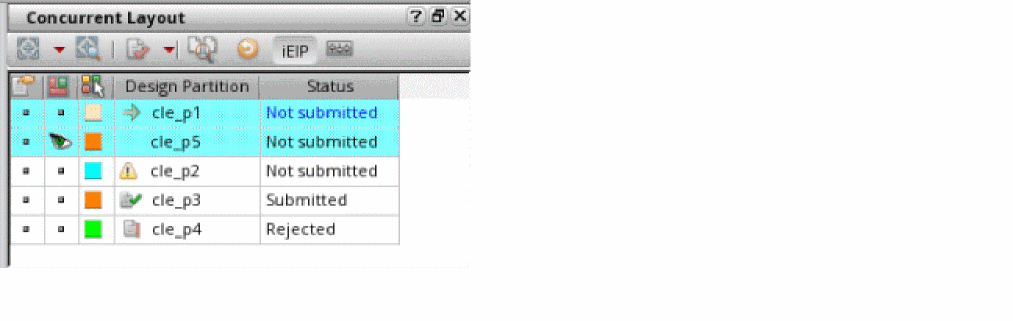 Concurrent Layout ?
iEIP
Design Partition Status
cle_p1 Not submitted
cle_p5 Not submitted
cle_p2 Not submitted
cle_p3 Submitted
cle_p4 Rejected